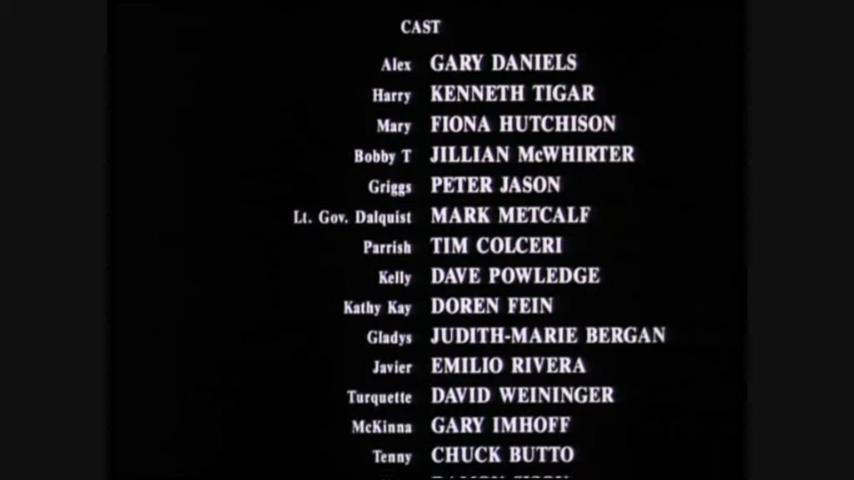 CAST
Alex GARY DANIELS
Harry KENNETH TIGAR
Mary FIONA HUTCHISON
Bobby T JILLIAN McWHIRTER
Griggs PETER JASON
Lt. Gov. Dalquist MARK METCALF
Parrish TIM COLCERI
Kelly DAVE POWLEDGE
Kathy Kay DOREN FEIN
Gladys JUDITH-MARIE BERGAN
Javier EMILIO RIVERA
Turquette DAVID WEININGER
McKinna GARY IMHOFF
Tenny CHUCK BUTTO